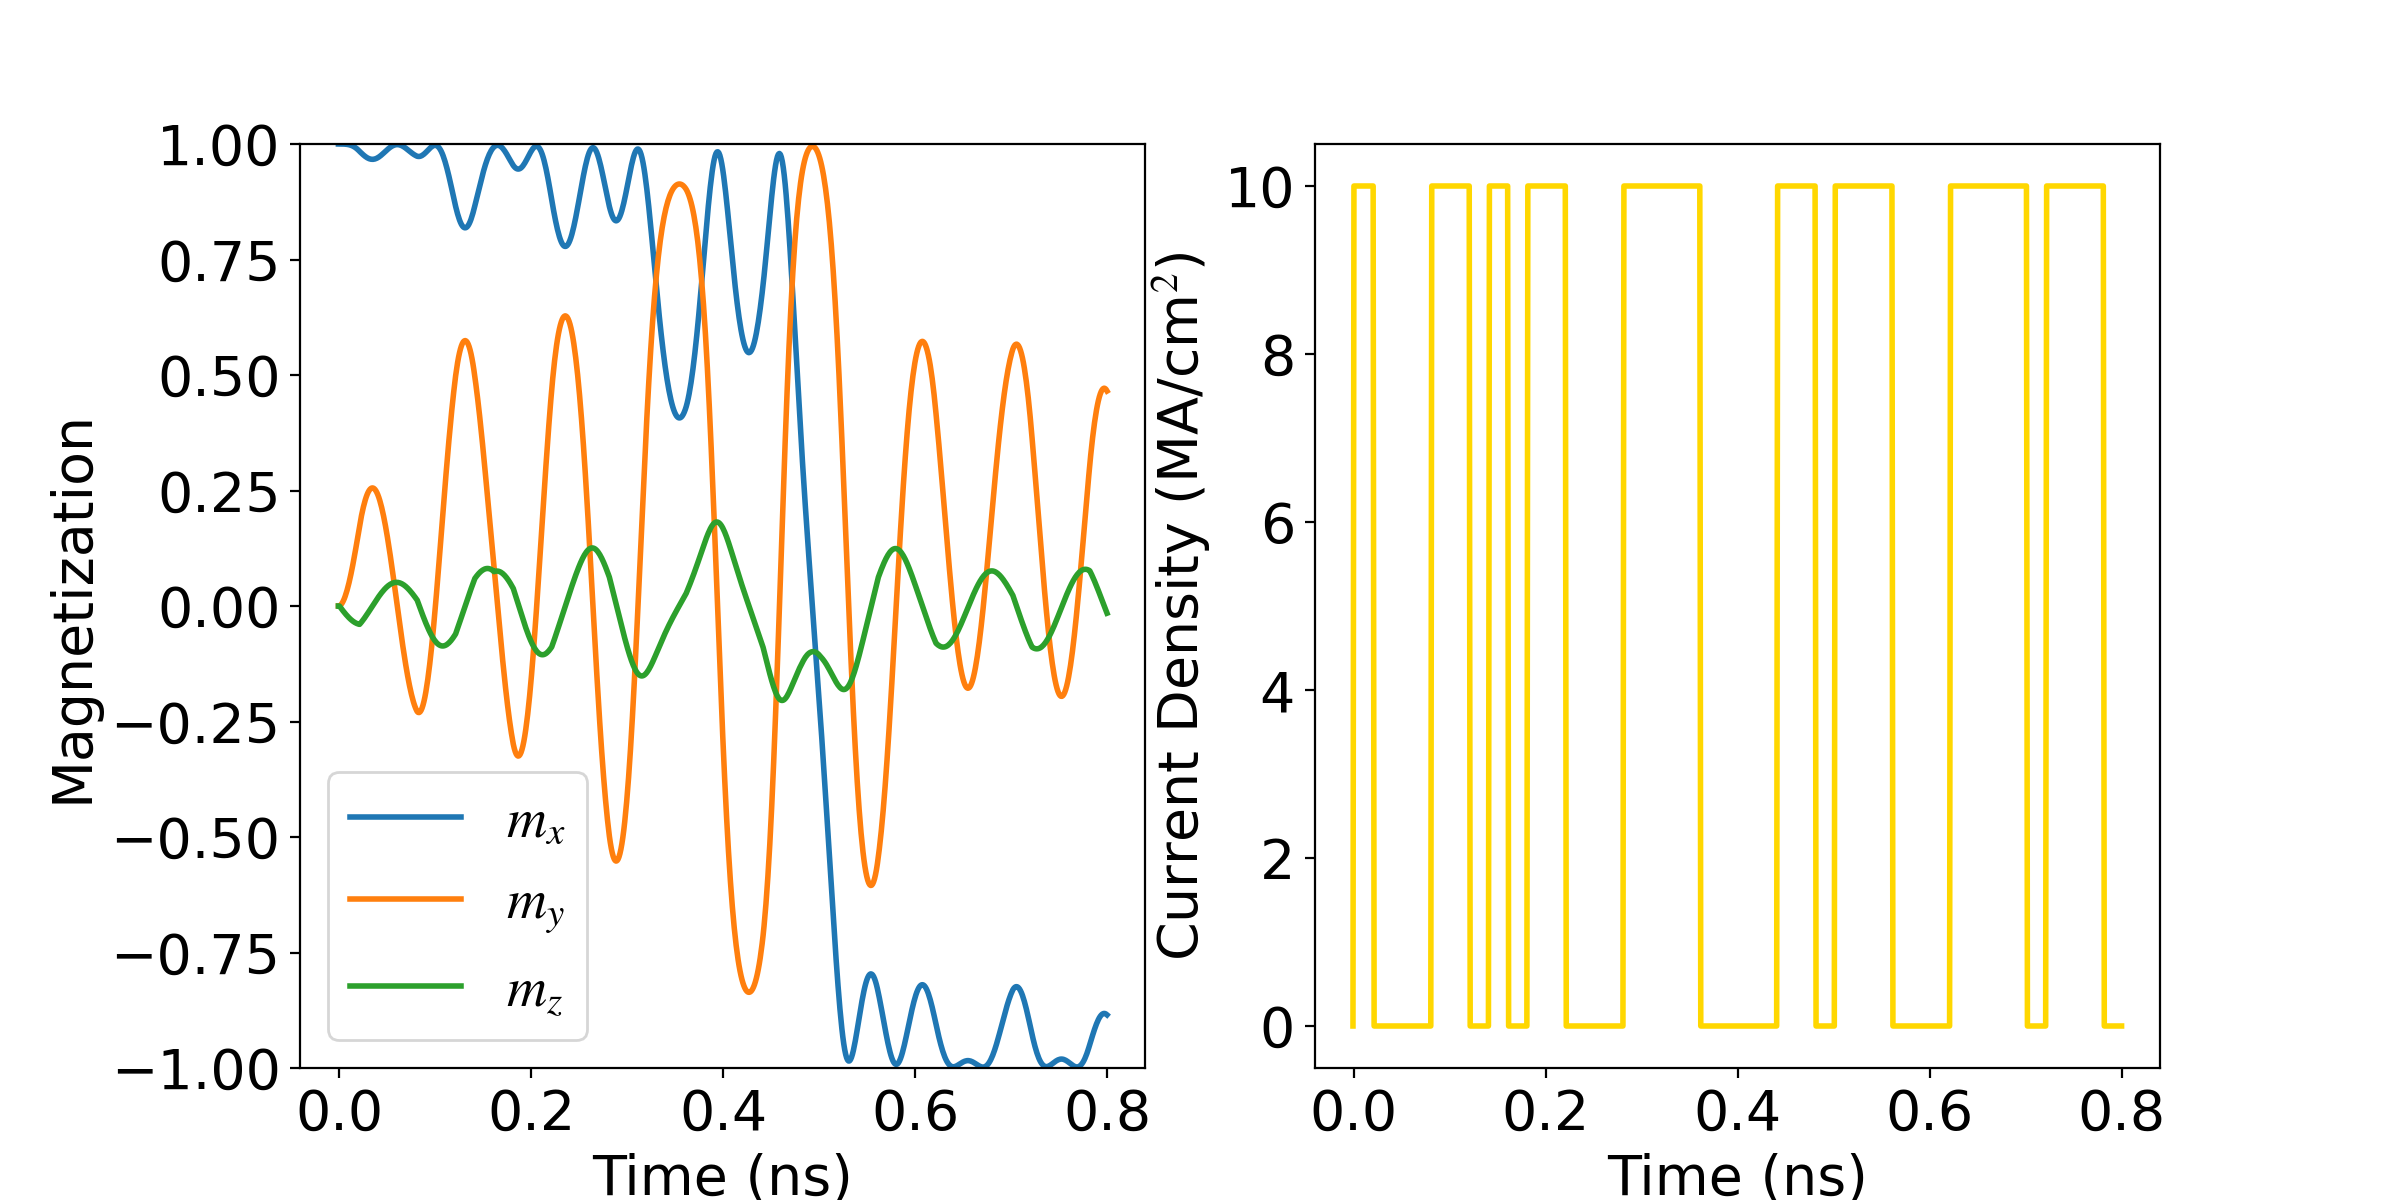 Magnetization
1.00
0.75
0.50
0.25
0.00
−0.25
−0.50
−0.75
−1.00
m_x
m_y
m_z
0.0 0.2 0.4 0.6 0.8
Time (ns)
Current Density (MA/cm²)
10
8
6
4
2
0
0.0 0.2 0.4 0.6 0.8
Time (ns)